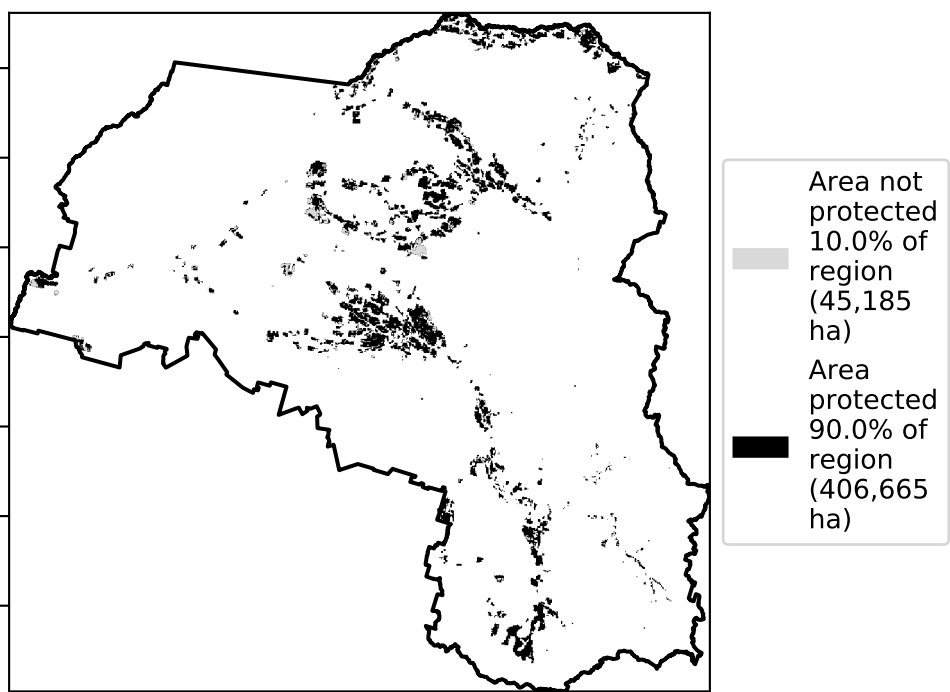 Area not
protected
10.0% of
region
(45,185
ha)
Area
protected
90.0% of
region
(406,665
ha)